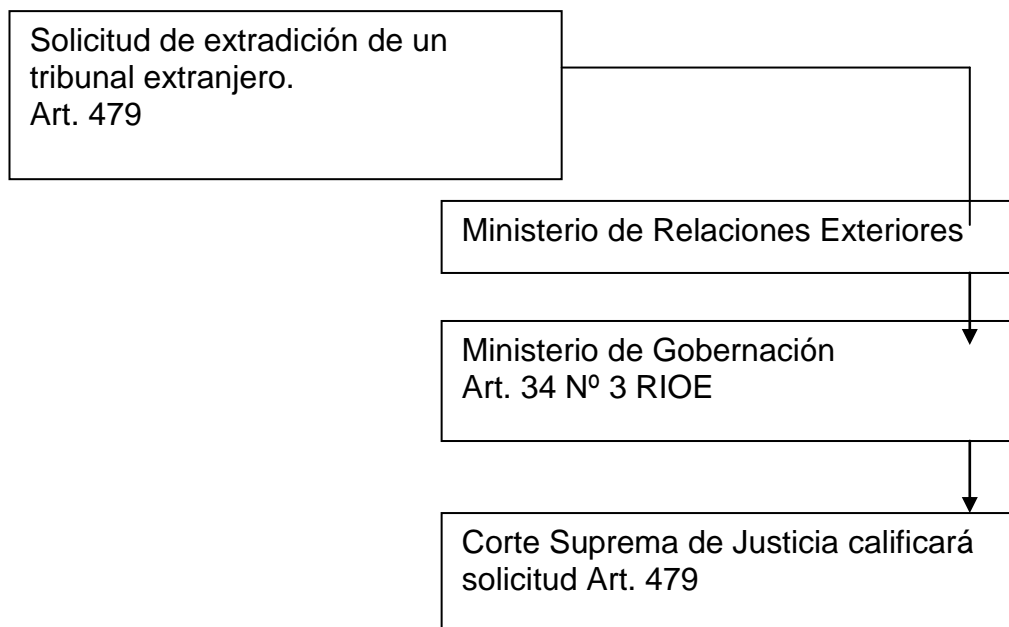 Solicitud de extradición de un
tribunal extranjero.
Art. 479
Ministerio de Relaciones Exteriores
Ministerio de Gobernación
Art. 34 Nº 3 RIOE
Corte Suprema de Justicia calificará
solicitud Art. 479